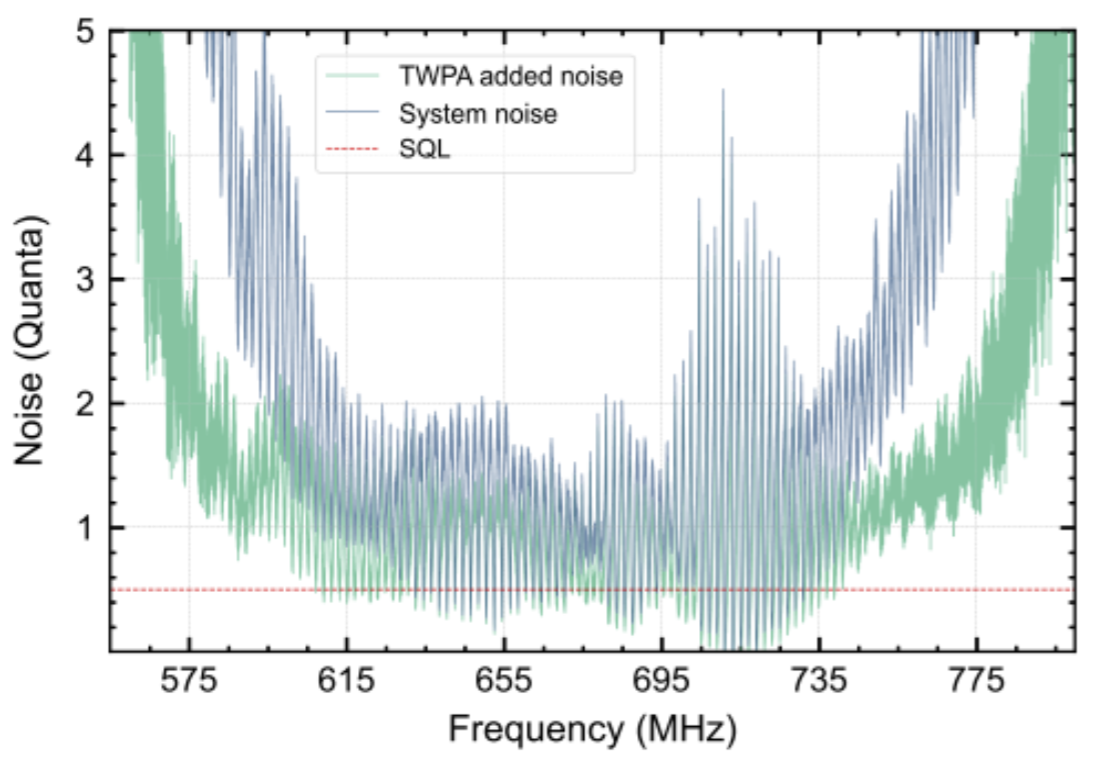 5
4
3
2
1
Noise (Quanta)
TWPA added noise
System noise
SQL
575 615 655 695 735 775
Frequency (MHz)